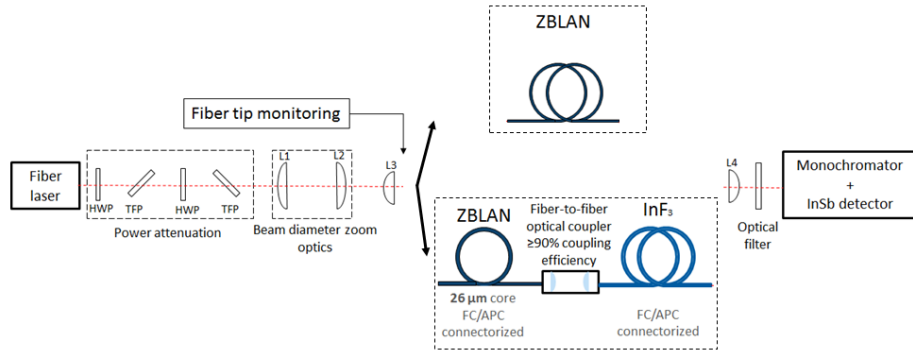 ZBLAN
Fiber tip monitoring
Fiber
laser
HWP
TFP
HWP
TFP
Power attenuation
L1
L2
Beam diameter zoom
optics
L3
ZBLAN
26 µm core
FC/APC
connectorized
Fiber-to-fiber
optical coupler
≥90% coupling
efficiency
InF₃
FC/APC
connectorized
L4
Optical
filter
Monochromator
+
InSb detector